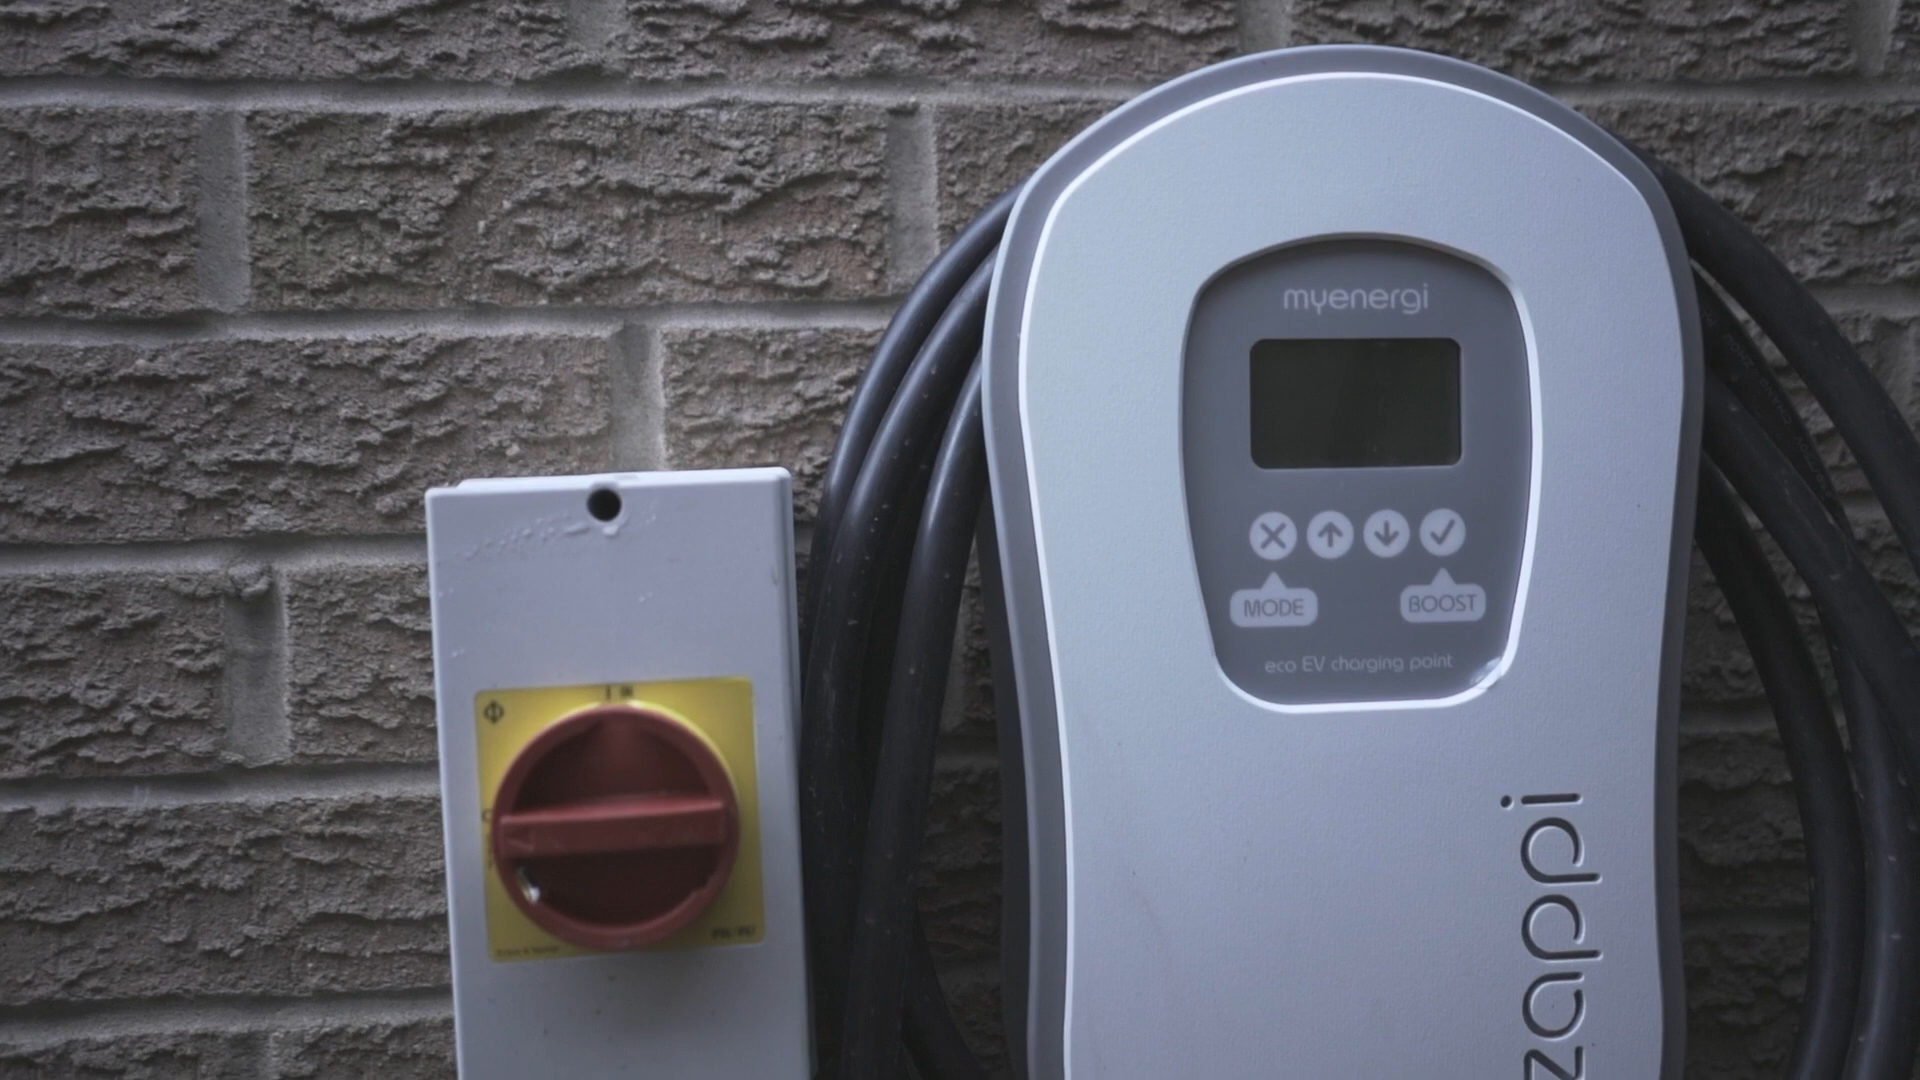 myenergi
MODE
BOOST
eco EV charging point
zappi